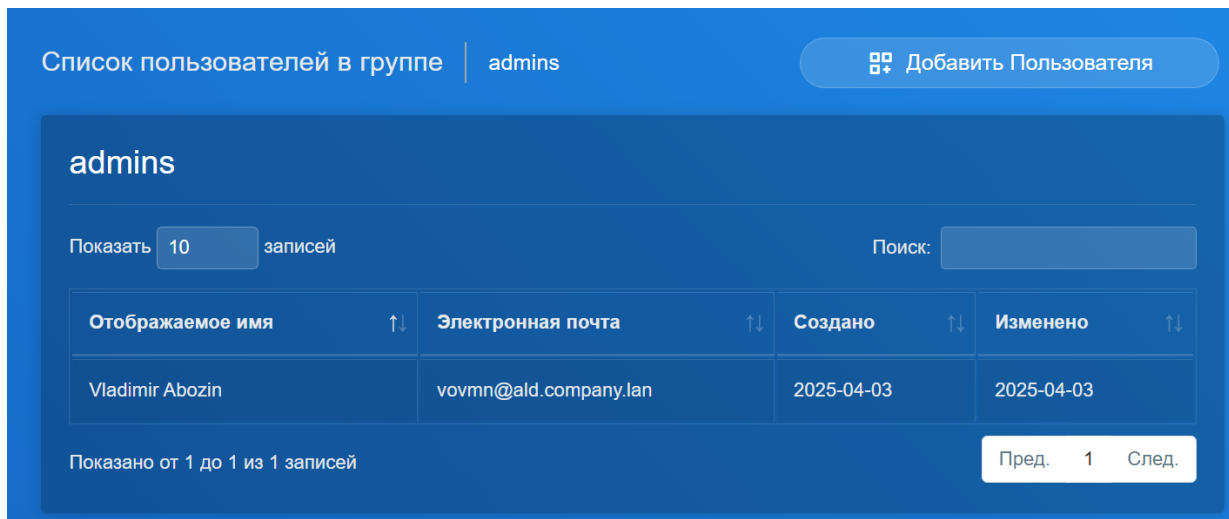 Список пользователей в группе admins Добавить Пользователя
admins
Показать 10 записей Поиск:
Отображаемое имя Электронная почта Создано Изменено
Vladimir Abozin vovmn@ald.company.lan 2025-04-03 2025-04-03
Показано от 1 до 1 из 1 записей Пред. 1 След.